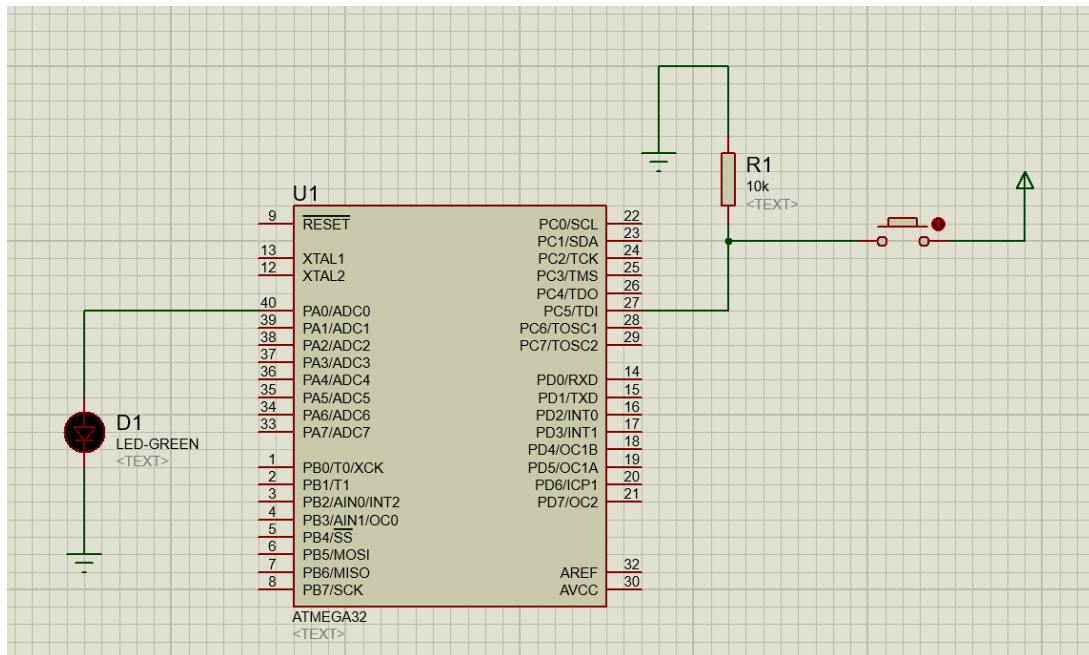 U1
9 RESET
13 XTAL1
12 XTAL2
40 PA0/ADC0
39 PA1/ADC1
38 PA2/ADC2
37 PA3/ADC3
36 PA4/ADC4
35 PA5/ADC5
34 PA6/ADC6
33 PA7/ADC7
1 PB0/T0/XCK
2 PB1/T1
3 PB2/AIN0/INT2
4 PB3/AIN1/OC0
5 PB4/SS
6 PB5/MOSI
7 PB6/MISO
8 PB7/SCK
PC0/SCL 22
PC1/SDA 23
PC2/TCK 24
PC3/TMS 25
PC4/TDO 26
PC5/TDI 27
PC6/TOSC1 28
PC7/TOSC2 29
PD0/RXD 14
PD1/TXD 15
PD2/INT0 16
PD3/INT1 17
PD4/OC1B 18
PD5/OC1A 19
PD6/ICP1 20
PD7/OC2 21
AREF 32
AVCC 30
ATMEGA32
<TEXT>
D1
LED-GREEN
<TEXT>
R1
10k
<TEXT>